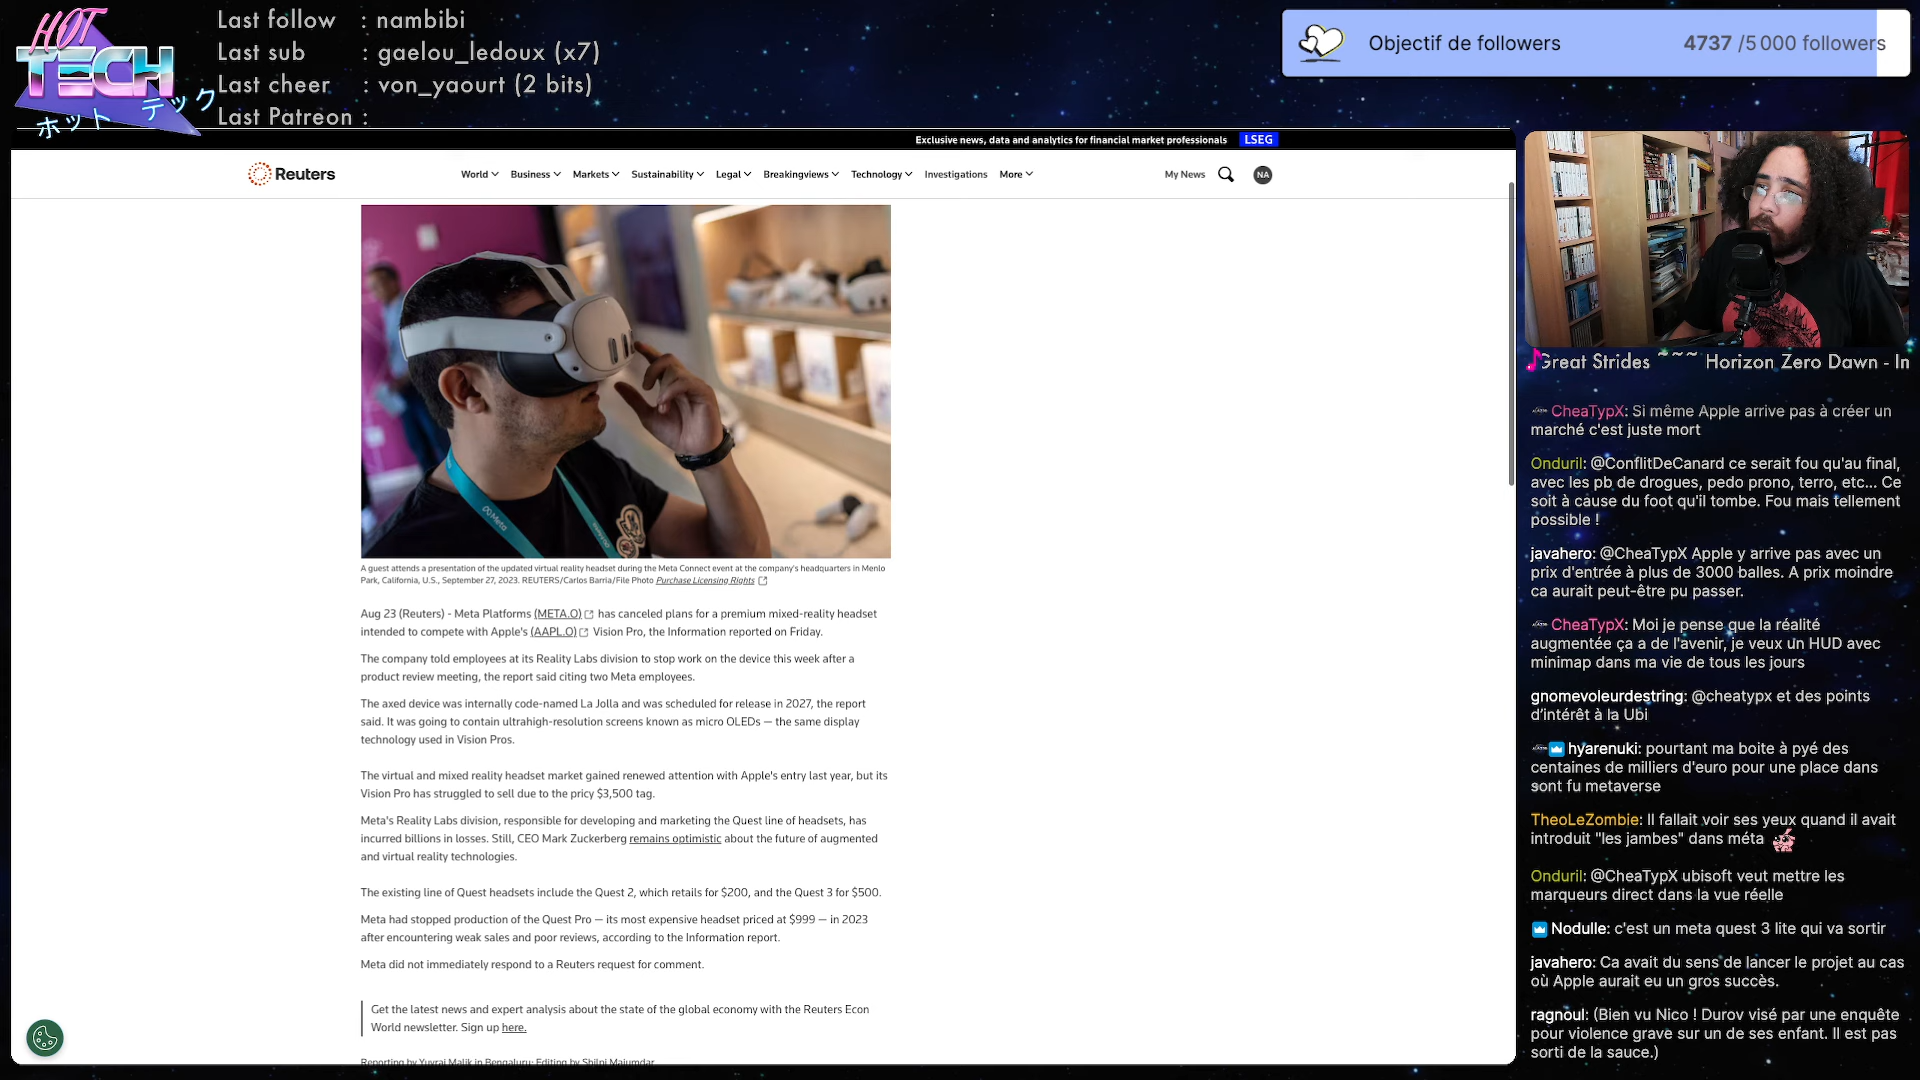 HOT
TECH
ホット テック
Last follow : nambibi
Last sub : gaelou_ledoux (x7)
Last cheer : von_yaourt (2 bits)
Last Patreon :
Objectif de followers 4737 /5 000 followers
Exclusive news, data and analytics for financial market professionals LSEG
Reuters World Business Markets Sustainability Legal Breakingviews Technology Investigations More My News NA
Meta
A guest attends a presentation of the updated virtual reality headset during the Meta Connect event at the company's headquarters in Menlo
Park, California, U.S., September 27, 2023. REUTERS/Carlos Barria/File Photo Purchase Licensing Rights
Aug 23 (Reuters) - Meta Platforms (META.O) has canceled plans for a premium mixed-reality headset
intended to compete with Apple's (AAPL.O) Vision Pro, the Information reported on Friday.
The company told employees at its Reality Labs division to stop work on the device this week after a
product review meeting, the report said citing two Meta employees.
The axed device was internally code-named La Jolla and was scheduled for release in 2027, the report
said. It was going to contain ultrahigh-resolution screens known as micro OLEDs — the same display
technology used in Vision Pros.
The virtual and mixed reality headset market gained renewed attention with Apple's entry last year, but its
Vision Pro has struggled to sell due to the pricy $3,500 tag.
Meta's Reality Labs division, responsible for developing and marketing the Quest line of headsets, has
incurred billions in losses. Still, CEO Mark Zuckerberg remains optimistic about the future of augmented
and virtual reality technologies.
The existing line of Quest headsets include the Quest 2, which retails for $200, and the Quest 3 for $500.
Meta had stopped production of the Quest Pro — its most expensive headset priced at $999 — in 2023
after encountering weak sales and poor reviews, according to the Information report.
Meta did not immediately respond to a Reuters request for comment.
Get the latest news and expert analysis about the state of the global economy with the Reuters Econ
World newsletter. Sign up here.
Reporting by Yuvraj Malik in Bengaluru; Editing by Shilpi Majumdar
Great Strides ~~~ Horizon Zero Dawn - In
CheaTypX: Si même Apple arrive pas à créer un
marché c'est juste mort
Onduril: @ConflitDeCanard ce serait fou qu'au final,
avec les pb de drogues, pedo prono, terro, etc... Ce
soit à cause du foot qu'il tombe. Fou mais tellement
possible !
javahero: @CheaTypX Apple y arrive pas avec un
prix d'entrée à plus de 3000 balles. A prix moindre
ca aurait peut-être pu passer.
CheaTypX: Moi je pense que la réalité
augmentée ça a de l'avenir, je veux un HUD avec
minimap dans ma vie de tous les jours
gnomevoleurdestring: @cheatypx et des points
d'intérêt à la Ubi
hyarenuki: pourtant ma boite à pyé des
centaines de milliers d'euro pour une place dans
sont fu metaverse
TheoLeZombie: Il fallait voir ses yeux quand il avait
introduit "les jambes" dans méta
Onduril: @CheaTypX ubisoft veut mettre les
marqueurs direct dans la vue réelle
Nodulle: c'est un meta quest 3 lite qui va sortir
javahero: Ca avait du sens de lancer le projet au cas
où Apple aurait eu un gros succès.
ragnoul: (Bien vu Nico ! Durov visé par une enquête
pour violence grave sur un de ses enfant. Il est pas
sorti de la sauce.)